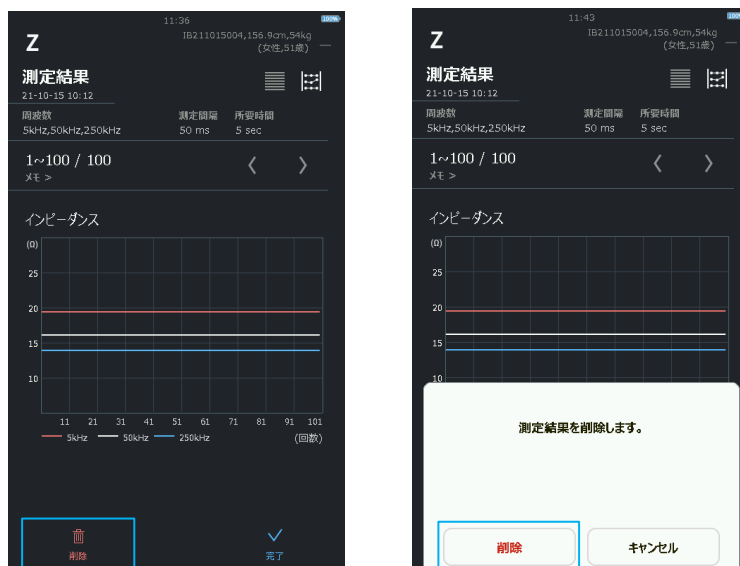 11:36
100%
Z
IB211015004,156.9cm,54kg
(女性,51歳)
測定結果
21-10-15 10:12
周波数 測定間隔 所要時間
5kHz,50kHz,250kHz 50 ms 5 sec
1~100 / 100
メモ >
インピーダンス
(Ω)
25
20
15
10
11 21 31 41 51 61 71 81 91 101
5kHz 50kHz 250kHz (回数)
削除 完了
11:43
100%
Z
IB211015004,156.9cm,54kg
(女性,51歳)
測定結果
21-10-15 10:12
周波数 測定間隔 所要時間
5kHz,50kHz,250kHz 50 ms 5 sec
1~100 / 100
メモ >
インピーダンス
(Ω)
25
20
15
10
測定結果を削除します。
削除 キャンセル